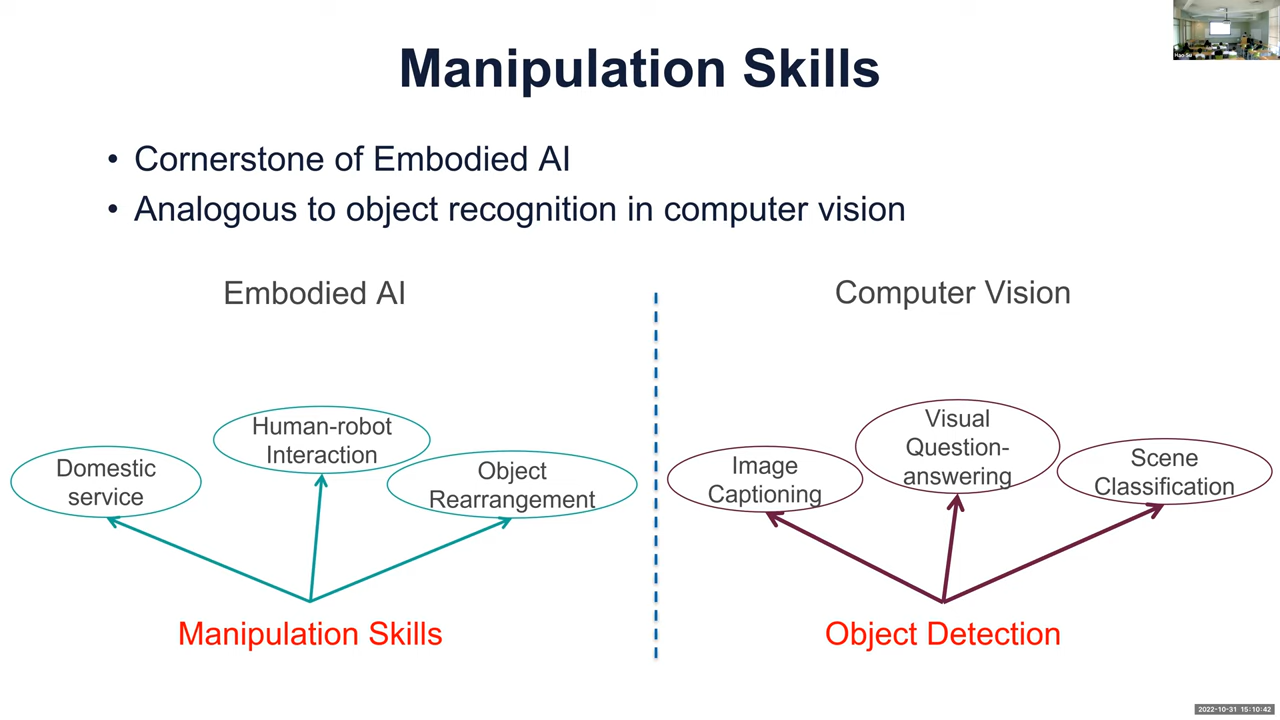 Manipulation Skills
• Cornerstone of Embodied AI
• Analogous to object recognition in computer vision
Embodied AI
Computer Vision
Domestic
service
Human-robot
Interaction
Object
Rearrangement
Manipulation Skills
Image
Captioning
Visual
Question-
answering
Scene
Classification
Object Detection
2022-10-31 15:10:42